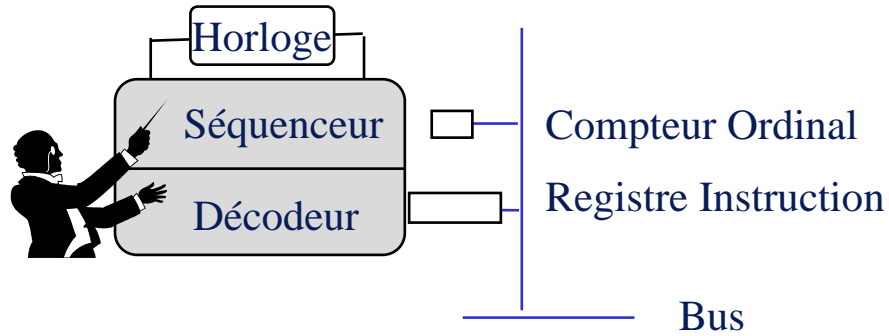 Horloge
Séquenceur
Compteur Ordinal
Décodeur
Registre Instruction
Bus